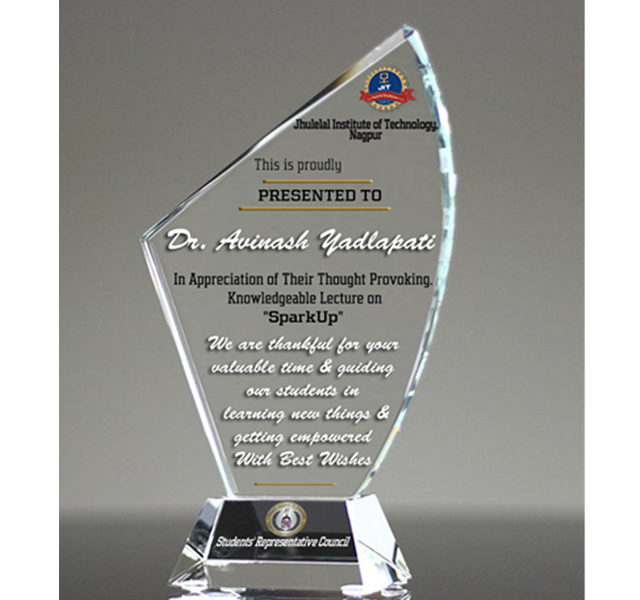 JIT
Jhulelal Institute of Technology,
Nagpur
This is proudly
PRESENTED TO
Dr. Avinash Yadlapati
In Appreciation of Their Thought Provoking,
Knowledgeable Lecture on
"SparkUp"
We are thankful for your
valuable time & guiding
our students in
learning new things &
getting empowered
With Best Wishes
Students' Representative Council